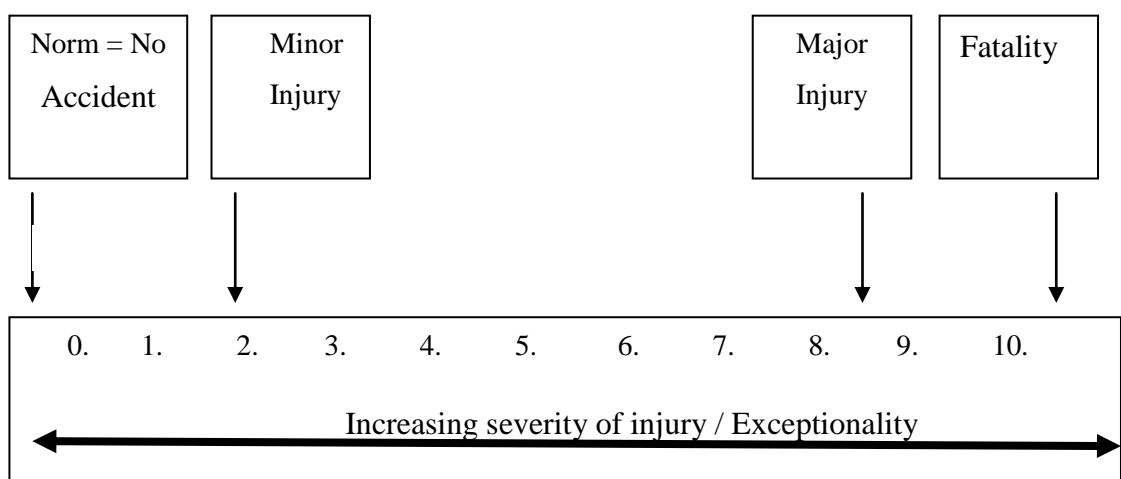 Norm = No
Accident
Minor
Injury
Major
Injury
Fatality
0. 1. 2. 3. 4. 5. 6. 7. 8. 9. 10.
Increasing severity of injury / Exceptionality